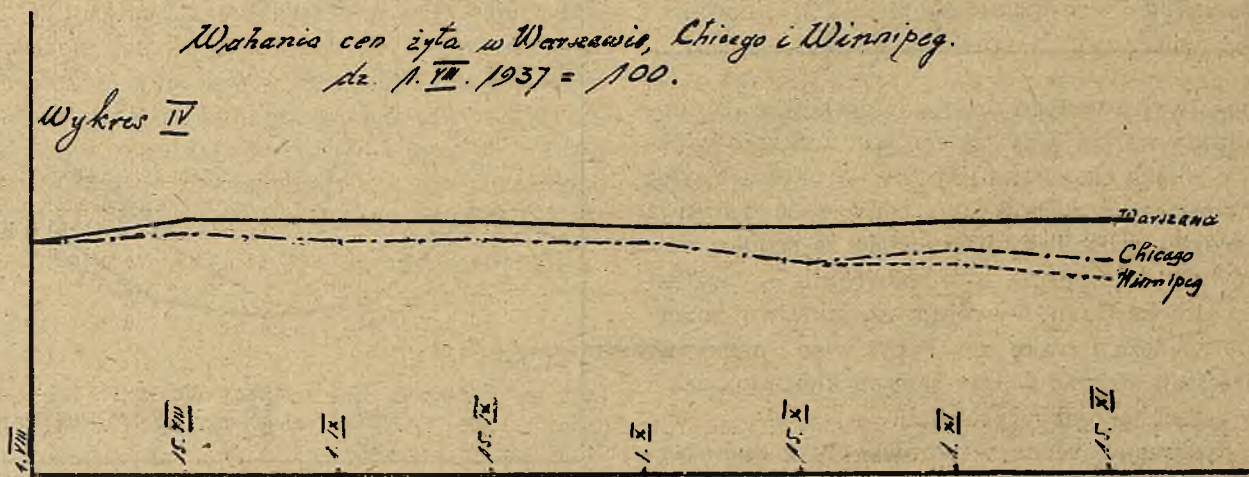 Wahania cen żyta w Warszawie, Chicago i Winnipeg.
dz. 1. VIII. 1937 = 100.
Wykres IV
Warszawa
Chicago
Winnipeg
1. VIII
15. VIII
1. IX
15. IX
1. X
15. X
1. XI
15. XI